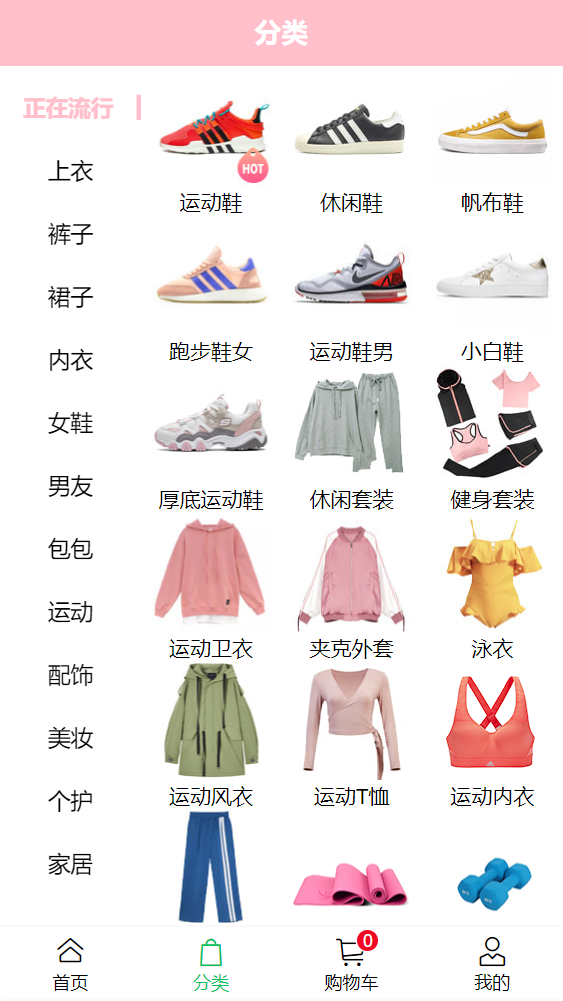 分类
正在流行
上衣
裤子
裙子
内衣
女鞋
男友
包包
运动
配饰
美妆
个护
家居
HOT
运动鞋
休闲鞋
帆布鞋
跑步鞋女
运动鞋男
小白鞋
厚底运动鞋
休闲套装
健身套装
运动卫衣
夹克外套
泳衣
运动风衣
运动T恤
运动内衣
首页
分类
0
购物车
我的